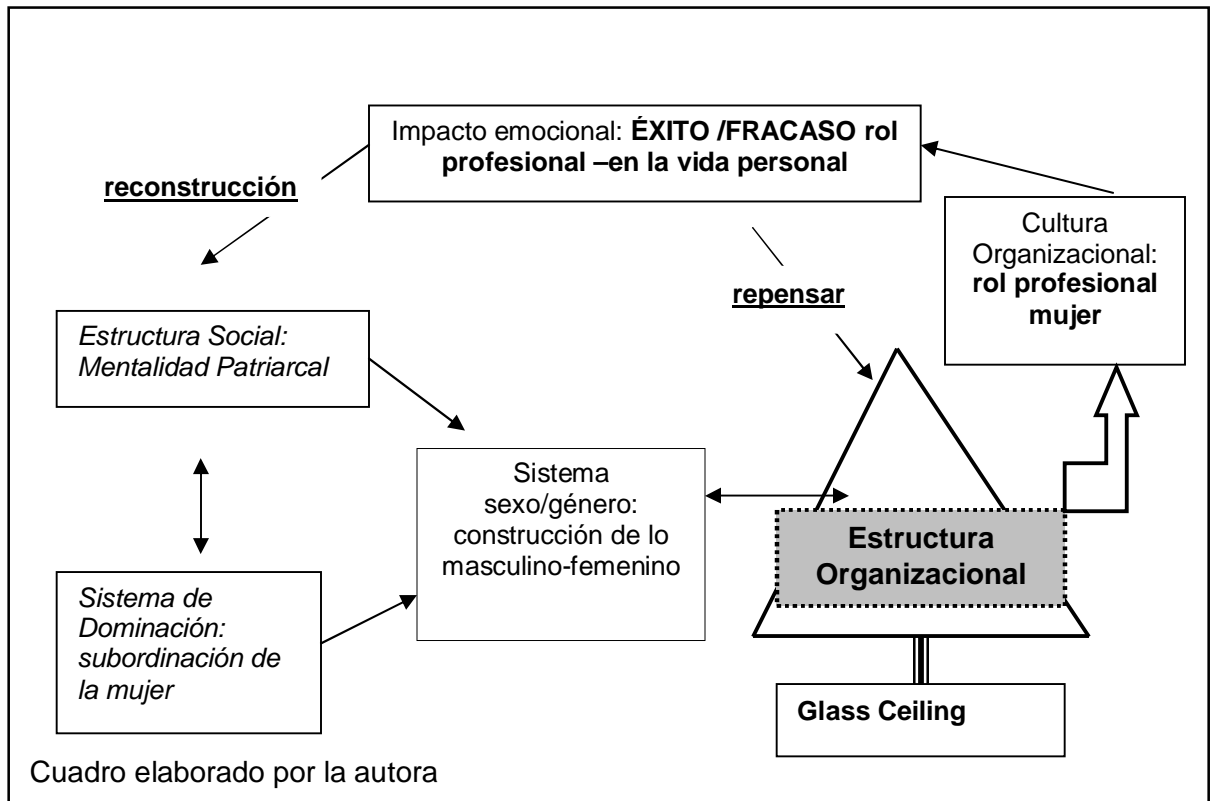 Impacto emocional: ÉXITO /FRACASO rol
profesional –en la vida personal
reconstrucción
Cultura
Organizacional:
rol profesional
mujer
repensar
Estructura Social:
Mentalidad Patriarcal
Sistema
sexo/género:
construcción de lo
masculino-femenino
Estructura
Organizacional
Sistema de
Dominación:
subordinación de
la mujer
Glass Ceiling
Cuadro elaborado por la autora